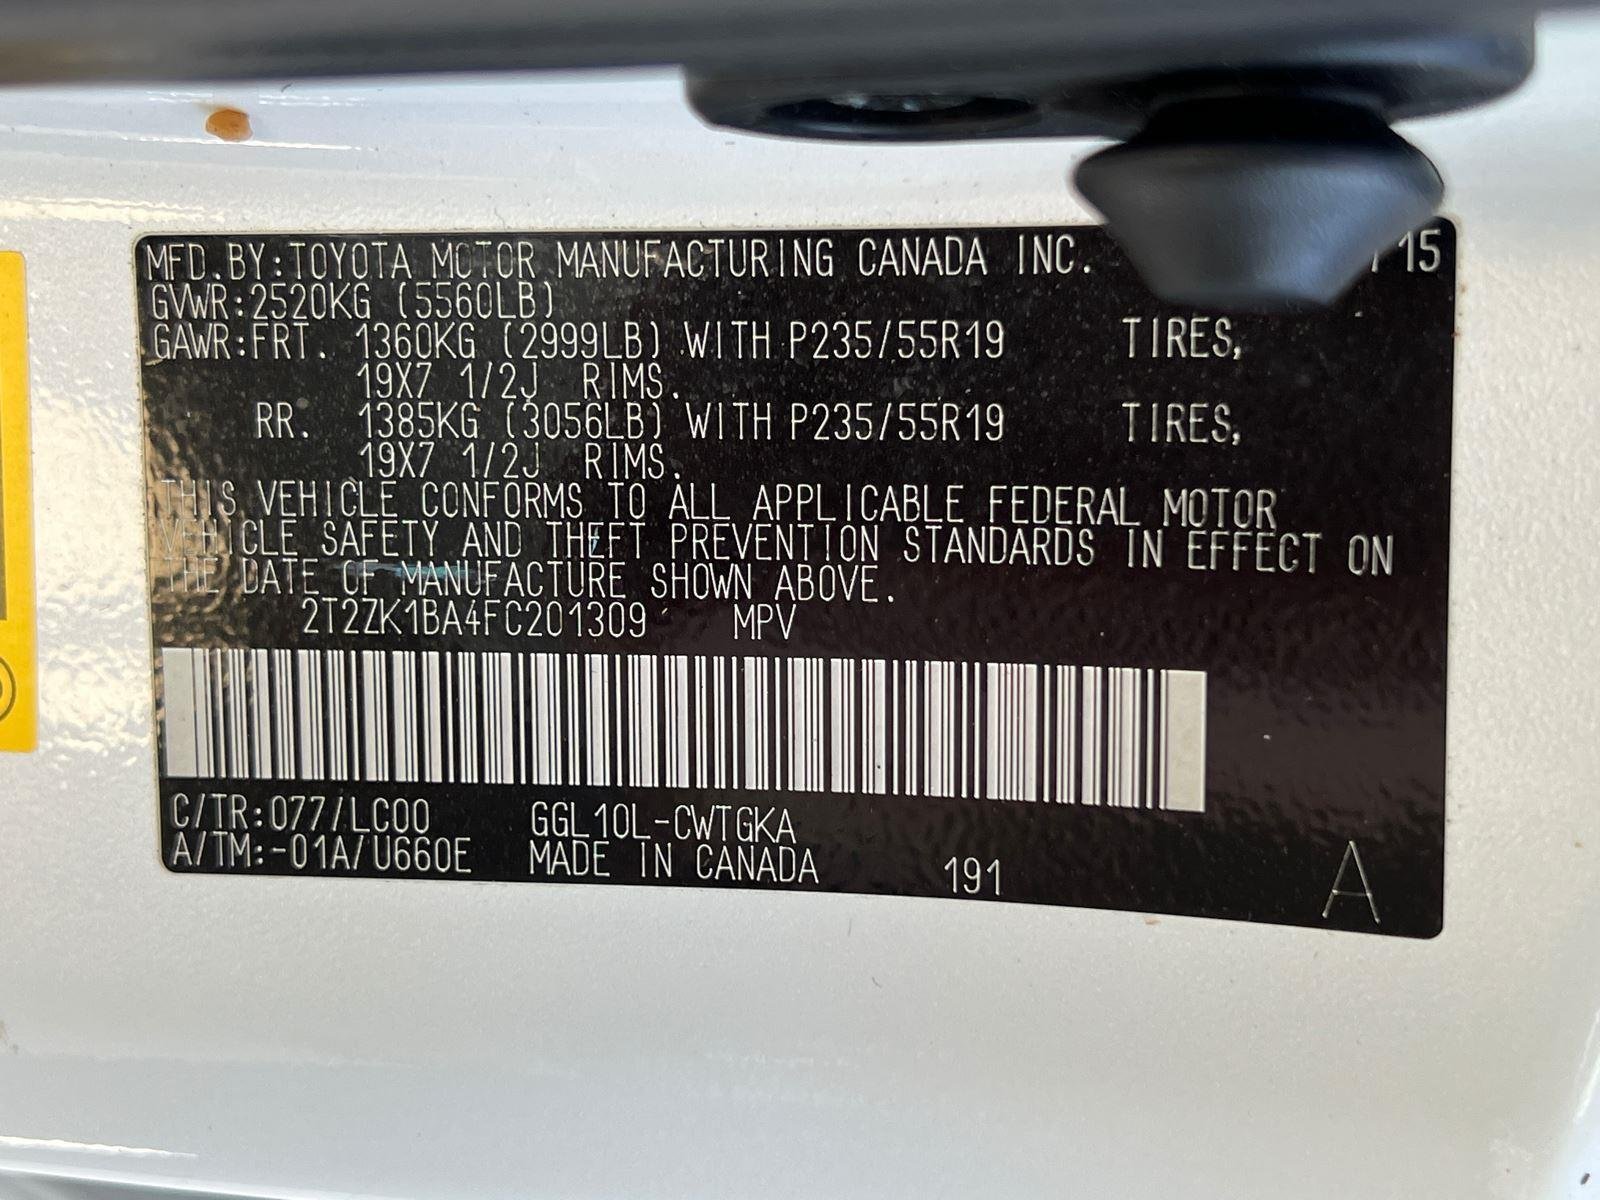 MFD.BY:TOYOTA MOTOR MANUFACTURING CANADA INC. /15
GVWR:2520KG (5560LB)
GAWR:FRT. 1360KG (2999LB) WITH P235/55R19 TIRES,
19X7 1/2J RIMS.
RR. 1385KG (3056LB) WITH P235/55R19 TIRES,
19X7 1/2J RIMS.
THIS VEHICLE CONFORMS TO ALL APPLICABLE FEDERAL MOTOR
VEHICLE SAFETY AND THEFT PREVENTION STANDARDS IN EFFECT ON
THE DATE OF MANUFACTURE SHOWN ABOVE.
2T2ZK1BA4FC201309 MPV
C/TR:077/LC00 GGL10L-CWTGKA
A/TM:-01A/U660E MADE IN CANADA 191 A